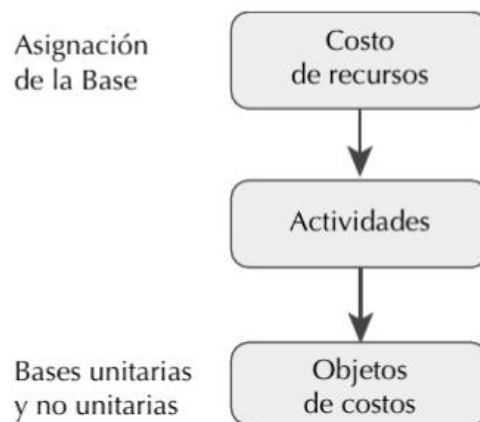 Asignación
de la Base
Costo
de recursos
Actividades
Bases unitarias
y no unitarias
Objetos
de costos